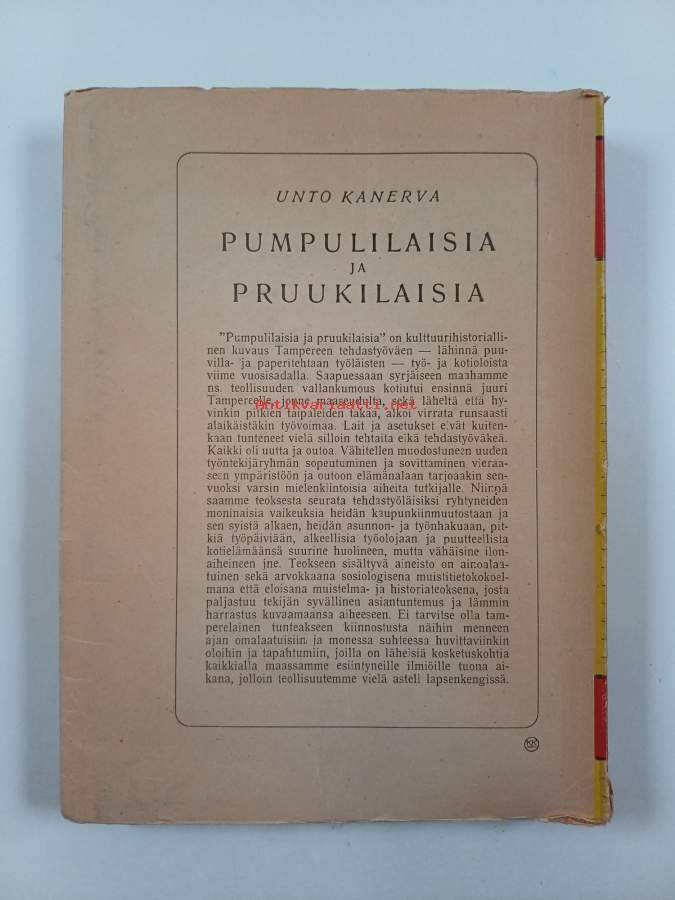 UNTO KANERVA
PUMPULILAISIA
JA
PRUUKILAISIA
"Pumpulilaisia ja pruukilaisia" on kulttuurihistorialli-
nen kuvaus Tampereen tehdastyöväen — lähinnä puu-
villa- ja paperitehtaan työläisten — työ- ja kotioloista
viime vuosisadalla. Saapuessaan syrjäiseen maahamme
ns. teollisuuden vallankumous kotiutui ensinnä juuri
Tampereelle, jonne maaseudulta, sekä läheltä että hy-
vinkin pitkien taipaleiden takaa, alkoi virrata runsaasti
alaikäistäkin työvoimaa. Lait ja asetukset eivät kuiten-
kaan tunteneet vielä silloin tehtaita eikä tehdastyöväkeä.
Kaikki oli uutta ja outoa. Vähitellen muodostuneen uuden
työntekijäryhmän sopeutuminen ja sovittaminen vieraa-
seen ympäristöön ja outoon elämänalaan tarjoaakin sen-
vuoksi varsin mielenkiintoisia aiheita tutkijalle. Niinpä
saamme teoksesta seurata tehdastyöläisiksi ryhtyneiden
moninaisia vaikeuksia heidän kaupunkiinmuutostaan ja
sen syistä alkaen, heidän asunnon- ja työnhakuaan, pit-
kiä työpäiviään, alkeellisia työolojaan ja puutteellista
kotielämäänsä suurine huolineen, mutta vähäisine ilon-
aiheineen jne. Teokseen sisältyvä aineisto on ainoalaa-
tuinen sekä arvokkaana sosiologisena muistitietokokoel-
mana että eloisana muistelma- ja historiateoksena, josta
paljastuu tekijän syvällinen asiantuntemus ja lämmin
harrastus kuvaamaansa aiheeseen. Ei tarvitse olla tam-
perelainen tunteakseen kiinnostusta näihin menneen
ajan omalaatuisiin ja monessa suhteessa huvittaviinkin
oloihin ja tapahtumiin, joilla on läheisiä kosketuskohtia
kaikkialla maassamme esiintyneille ilmiöille tuona ai-
kana, jolloin teollisuutemme vielä asteli lapsenkengissä.
Antikvariaatti.net